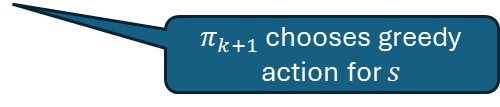 π_{k+1} chooses greedy
action for s